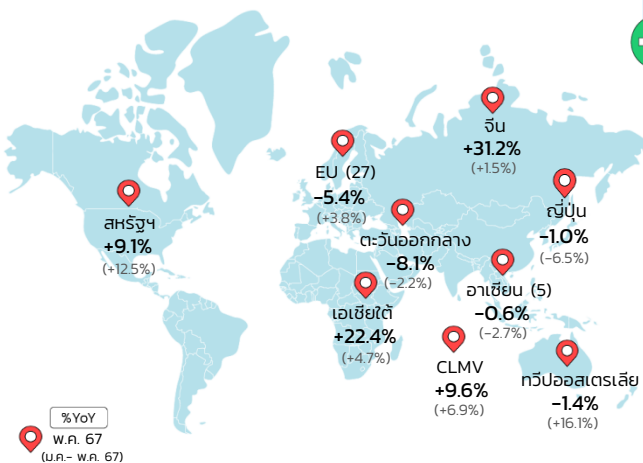 จีน
+31.2%
(+1.5%)
EU (27)
-5.4%
(+3.8%)
สหรัฐฯ
+9.1%
(+12.5%)
ญี่ปุ่น
-1.0%
(-6.5%)
ตะวันออกกลาง
-8.1%
(-2.2%)
อาเซียน (5)
-0.6%
(-2.7%)
เอเชียใต้
+22.4%
(+4.7%)
CLMV
+9.6%
(+6.9%)
ทวีปออสเตรเลีย
-1.4%
(+16.1%)
%YoY
พ.ค. 67
(ม.ค.- พ.ค. 67)